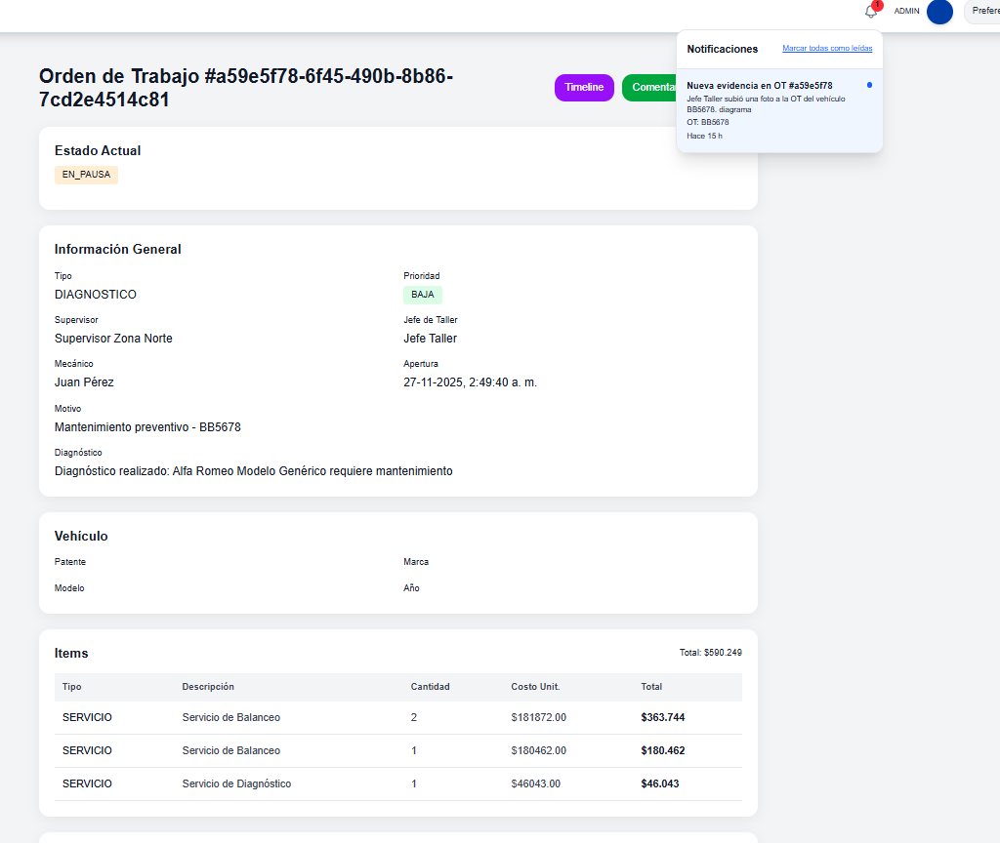 1
ADMIN
Notificaciones
Marcar todas como leídas
Nueva evidencia en OT #a59e5f78
Jefe Taller subió una foto a la OT del vehículo
BB5678. diagrama
OT: BB5678
Hace 15 h
Orden de Trabajo #a59e5f78-6f45-490b-8b86-
7cd2e4514c81
Timeline
Estado Actual
EN_PAUSA
Información General
Tipo
DIAGNOSTICO
Prioridad
BAJA
Supervisor
Supervisor Zona Norte
Jefe de Taller
Jefe Taller
Mecánico
Juan Pérez
Apertura
27-11-2025, 2:49:40 a. m.
Motivo
Mantenimiento preventivo - BB5678
Diagnóstico
Diagnóstico realizado: Alfa Romeo Modelo Genérico requiere mantenimiento
Vehículo
Patente
Marca
Modelo
Año
Items
Total: $590.249
Tipo Descripción Cantidad Costo Unit. Total
SERVICIO Servicio de Balanceo 2 $181872.00 $363.744
SERVICIO Servicio de Balanceo 1 $180462.00 $180.462
SERVICIO Servicio de Diagnóstico 1 $46043.00 $46.043